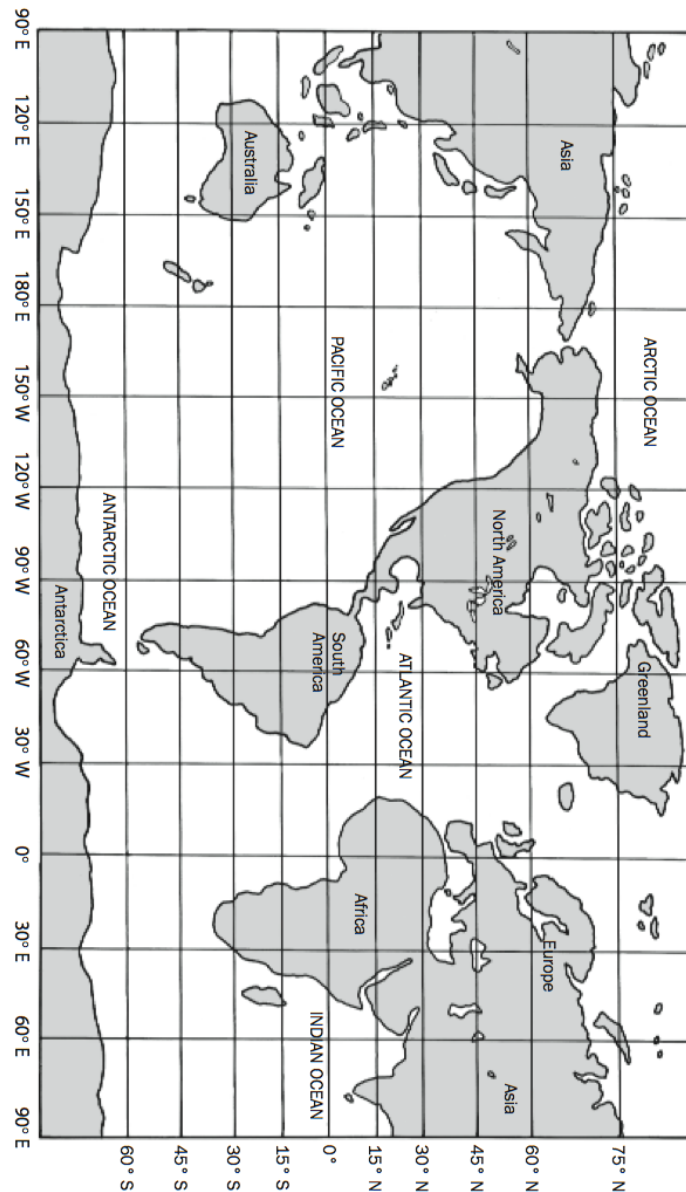 90° E
120° E
150° E
180° E
150° W
120° W
90° W
60° W
30° W
0°
30° E
60° E
90° E
ARCTIC OCEAN
Greenland
Asia
North America
Europe
Asia
ATLANTIC OCEAN
PACIFIC OCEAN
Africa
South
America
INDIAN OCEAN
Australia
ANTARCTIC OCEAN
Antarctica
75° N
60° N
45° N
30° N
15° N
0°
15° S
30° S
45° S
60° S